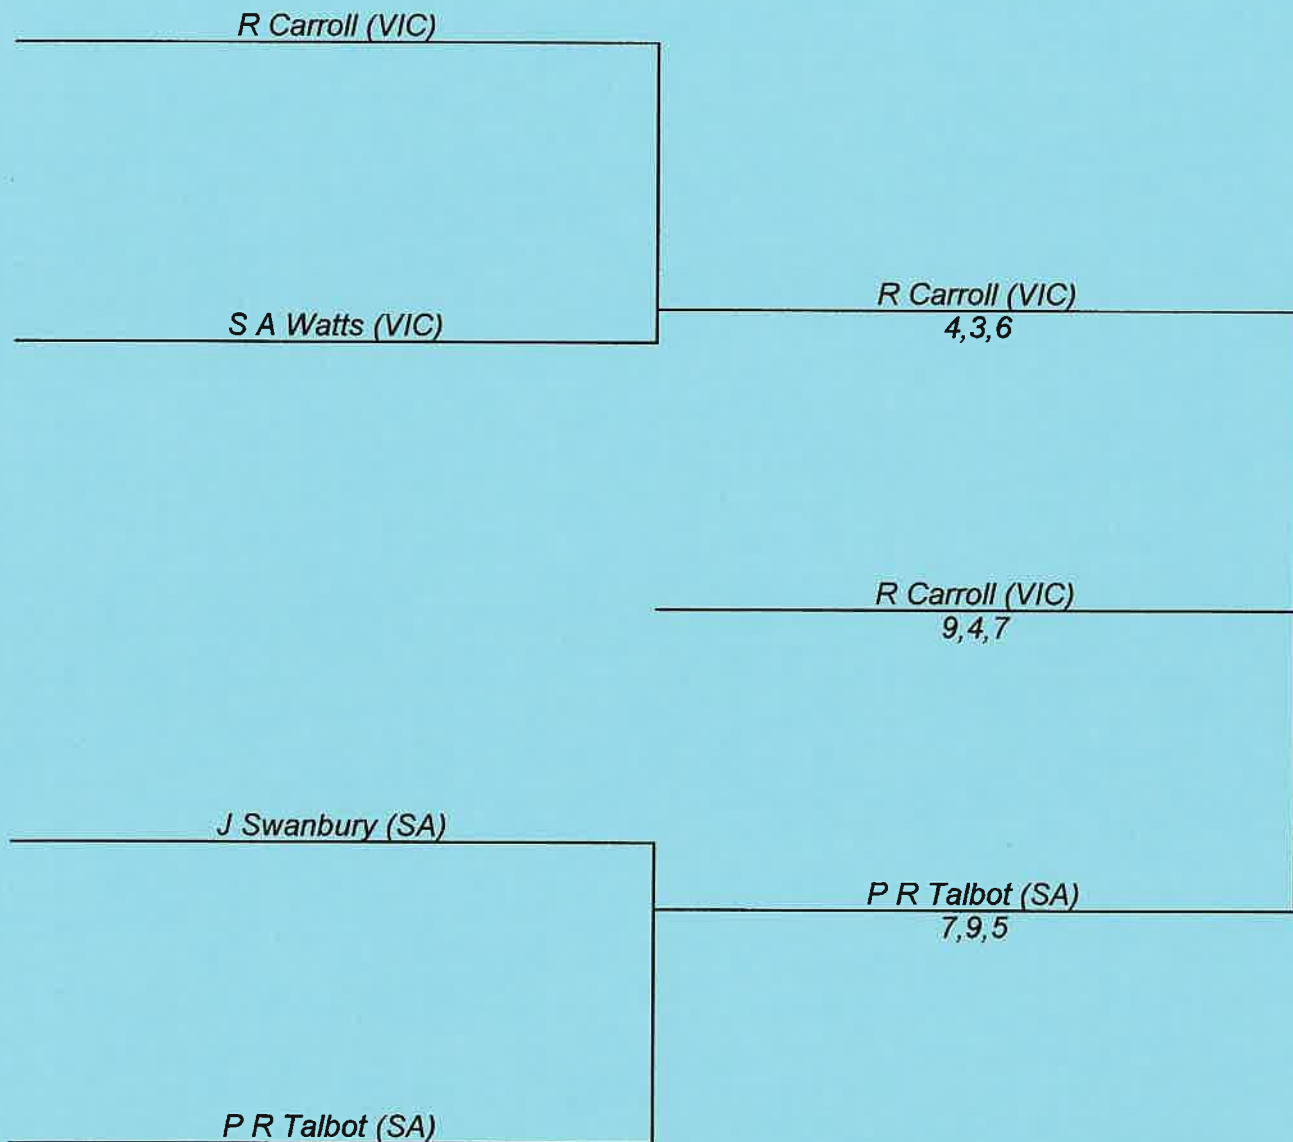 R Carroll (VIC)
S A Watts (VIC)
R Carroll (VIC)
4,3,6
R Carroll (VIC)
9,4,7
J Swanbury (SA)
P R Talbot (SA)
7,9,5
P R Talbot (SA)